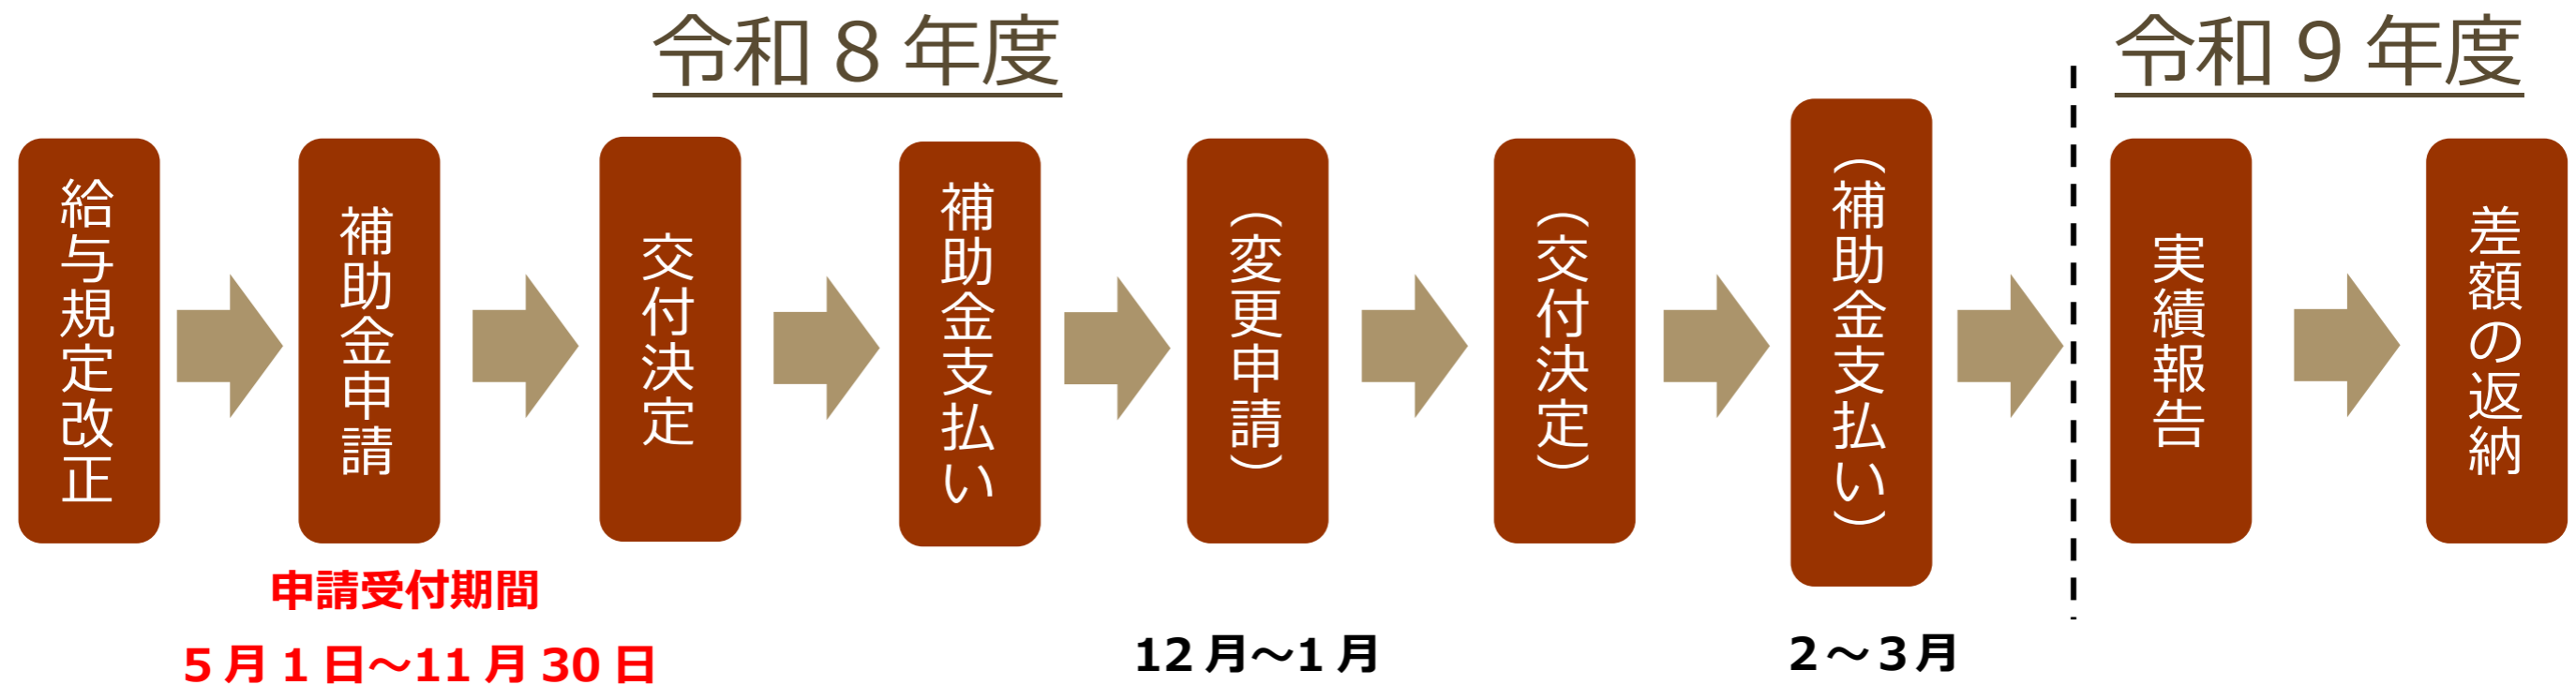 令和８年度
令和９年度
給与規定改正
補助金申請
交付決定
補助金支払い
（変更申請）
（交付決定）
（補助金支払い）
実績報告
差額の返納
申請受付期間
５月１日～11月30日
12月～1月
２～３月